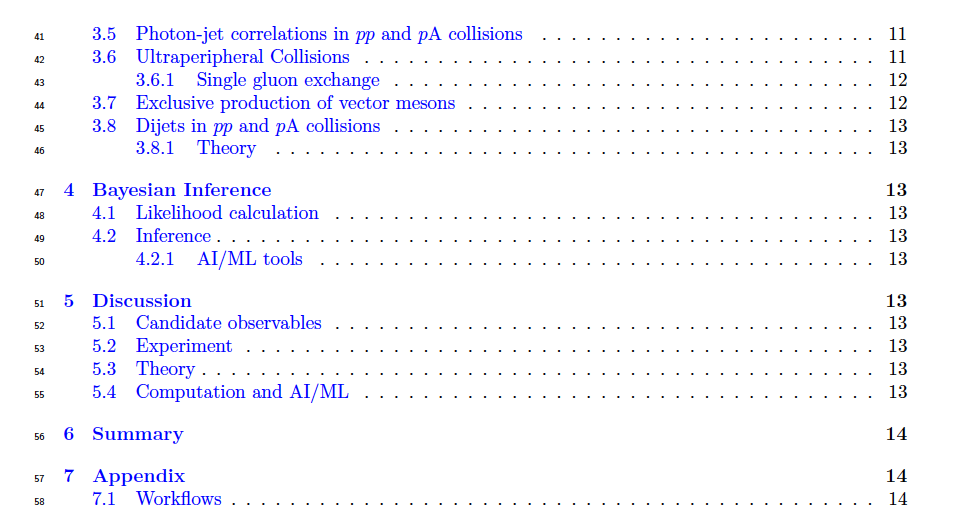 41 3.5 Photon-jet correlations in pp and pA collisions . . . . . . . . . . . . . . . . . . . . . . . 11
42 3.6 Ultraperipheral Collisions . . . . . . . . . . . . . . . . . . . . . . . . . . . . . . . . . . . 11
43 3.6.1 Single gluon exchange . . . . . . . . . . . . . . . . . . . . . . . . . . . . . . . . . 12
44 3.7 Exclusive production of vector mesons . . . . . . . . . . . . . . . . . . . . . . . . . . . . 12
45 3.8 Dijets in pp and pA collisions . . . . . . . . . . . . . . . . . . . . . . . . . . . . . . . . . 13
46 3.8.1 Theory . . . . . . . . . . . . . . . . . . . . . . . . . . . . . . . . . . . . . . . . . 13
47 4 Bayesian Inference 13
48 4.1 Likelihood calculation . . . . . . . . . . . . . . . . . . . . . . . . . . . . . . . . . . . . . 13
49 4.2 Inference . . . . . . . . . . . . . . . . . . . . . . . . . . . . . . . . . . . . . . . . . . . . . 13
50 4.2.1 AI/ML tools . . . . . . . . . . . . . . . . . . . . . . . . . . . . . . . . . . . . . . 13
51 5 Discussion 13
52 5.1 Candidate observables . . . . . . . . . . . . . . . . . . . . . . . . . . . . . . . . . . . . . 13
53 5.2 Experiment . . . . . . . . . . . . . . . . . . . . . . . . . . . . . . . . . . . . . . . . . . . 13
54 5.3 Theory . . . . . . . . . . . . . . . . . . . . . . . . . . . . . . . . . . . . . . . . . . . . . . 13
55 5.4 Computation and AI/ML . . . . . . . . . . . . . . . . . . . . . . . . . . . . . . . . . . . 13
56 6 Summary 14
57 7 Appendix 14
58 7.1 Workflows . . . . . . . . . . . . . . . . . . . . . . . . . . . . . . . . . . . . . . . . . . . . 14